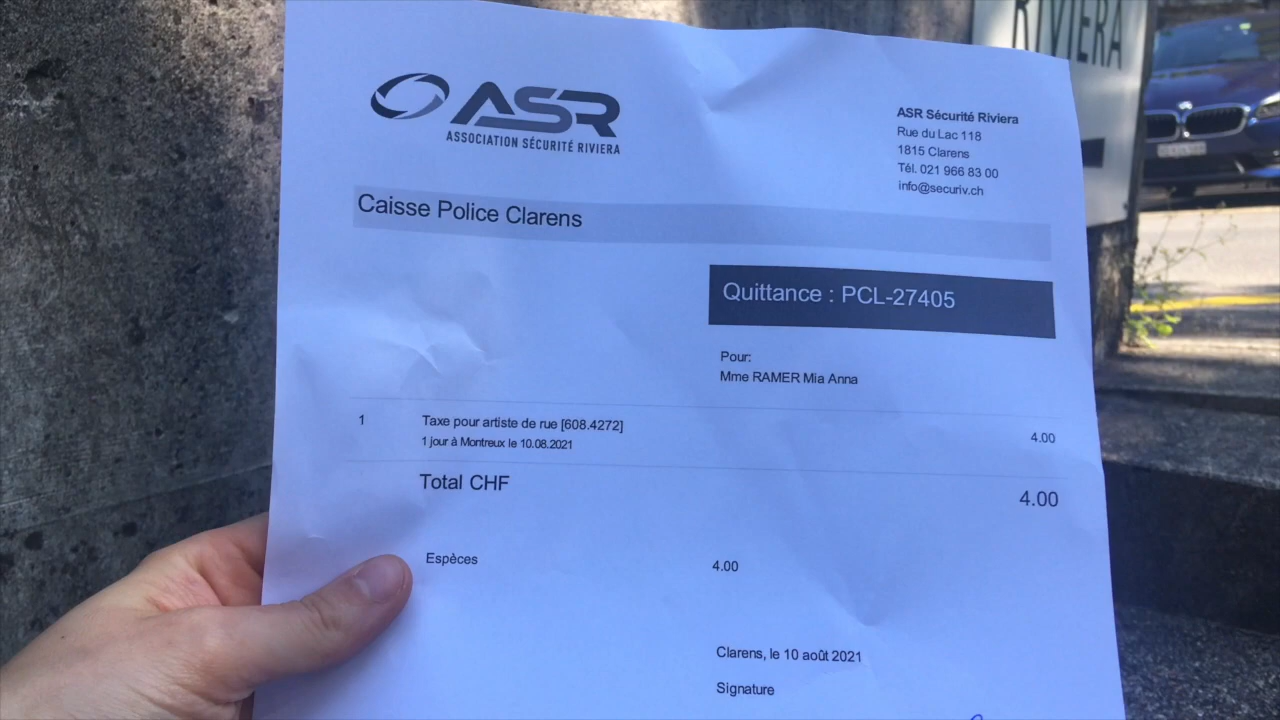 RIVIERA
ASR
ASSOCIATION SÉCURITÉ RIVIERA
ASR Sécurité Riviera
Rue du Lac 118
1815 Clarens
Tél. 021 966 83 00
info@securiv.ch
Caisse Police Clarens
Quittance : PCL-27405
Pour:
Mme RAMER Mia Anna
1 Taxe pour artiste de rue [608.4272] 4.00
1 jour à Montreux le 10.08.2021
Total CHF 4.00
Espèces 4.00
Clarens, le 10 août 2021
Signature